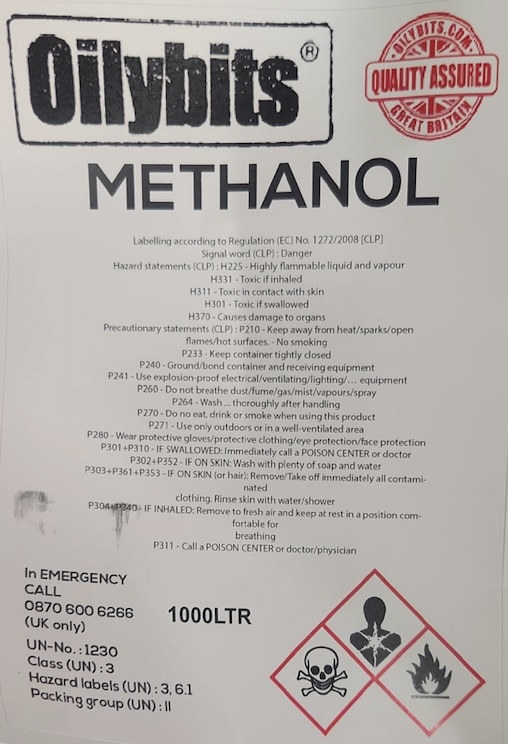 Oilybits®
OILYBITS.COM
QUALITY ASSURED
GREAT BRITAIN
METHANOL
Labelling according to Regulation (EC) No. 1272/2008 [CLP]
Signal word (CLP) : Danger
Hazard statements (CLP) : H225 - Highly flammable liquid and vapour
H331 - Toxic if inhaled
H311 - Toxic in contact with skin
H301 - Toxic if swallowed
H370 - Causes damage to organs
Precautionary statements (CLP) : P210 - Keep away from heat/sparks/open
flames/hot surfaces. - No smoking
P233 - Keep container tightly closed
P240 - Ground/bond container and receiving equipment
P241 - Use explosion-proof electrical/ventilating/lighting/... equipment
P260 - Do not breathe dust/fume/gas/mist/vapours/spray
P264 - Wash ... thoroughly after handling
P270 - Do no eat, drink or smoke when using this product
P271 - Use only outdoors or in a well-ventilated area
P280 - Wear protective gloves/protective clothing/eye protection/face protection
P301+P310 - IF SWALLOWED: Immediately call a POISON CENTER or doctor
P302+P352 - IF ON SKIN: Wash with plenty of soap and water
P303+P361+P353 - IF ON SKIN (or hair): Remove/Take off immediately all contami-
nated
clothing. Rinse skin with water/shower
P304+P340 - IF INHALED: Remove to fresh air and keep at rest in a position com-
fortable for
breathing
P311 - Call a POISON CENTER or doctor/physician
In EMERGENCY
CALL
0870 600 6266
(UK only)
1000LTR
UN-No. : 1230
Class (UN) : 3
Hazard labels (UN) : 3, 6.1
Packing group (UN) : II